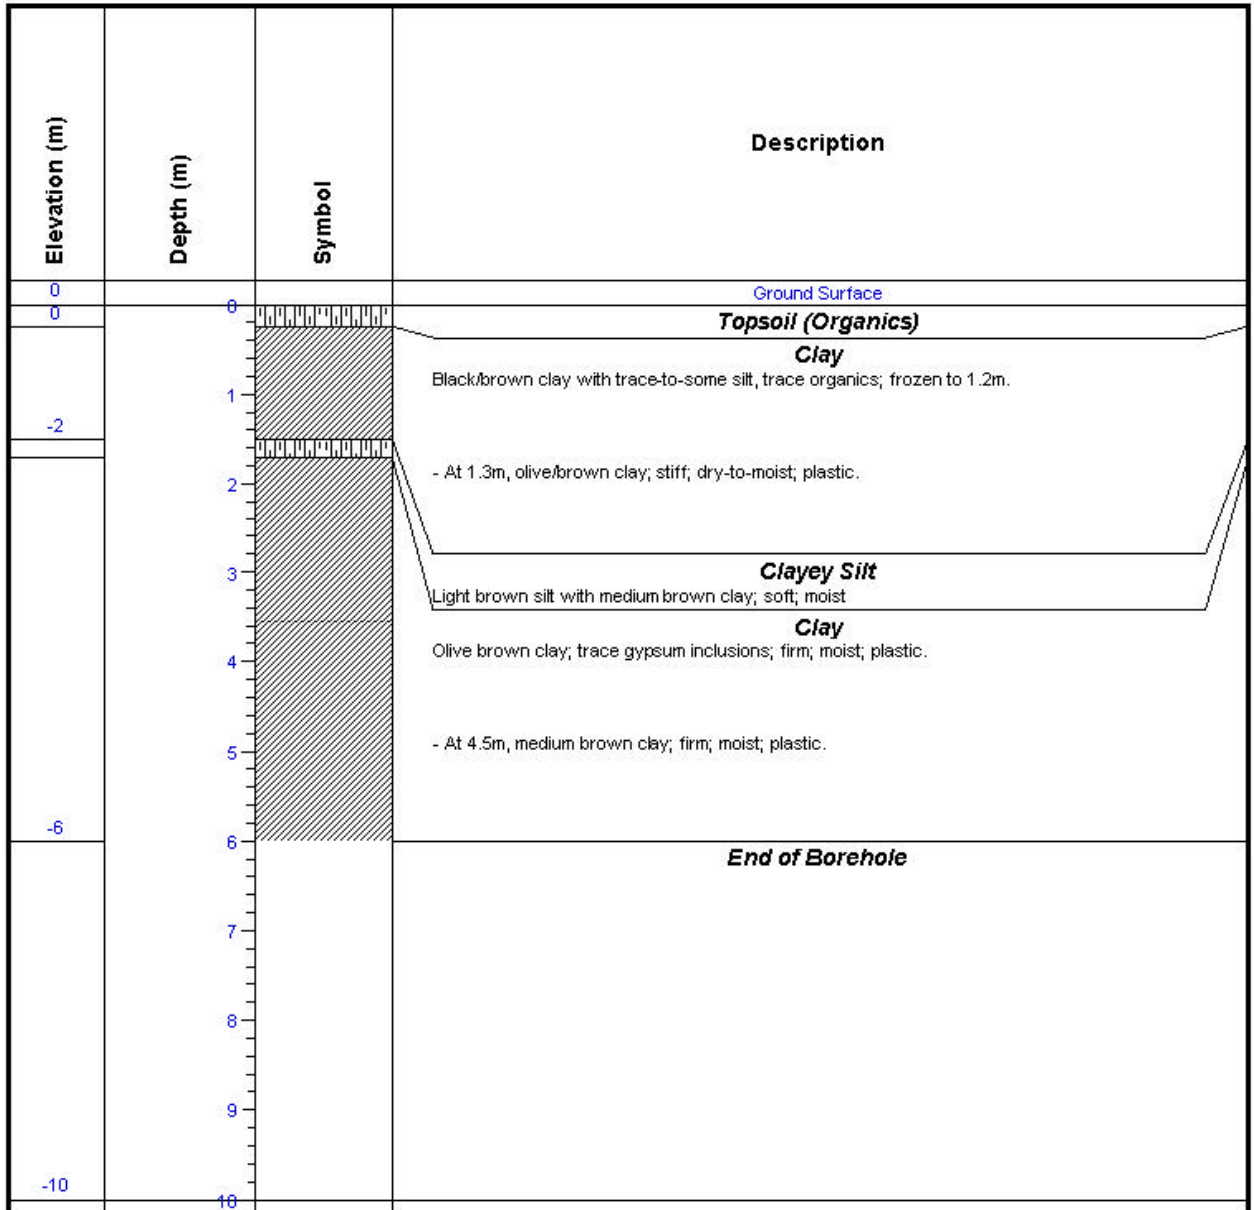 Elevation (m)
Depth (m)
Symbol
Description
0
Ground Surface
0
0
Topsoil (Organics)
Clay
Black/brown clay with trace-to-some silt, trace organics; frozen to 1.2m.
1
-2
- At 1.3m, olive/brown clay; stiff; dry-to-moist; plastic.
2
3
Clayey Silt
Light brown silt with medium brown clay; soft; moist
Clay
Olive brown clay; trace gypsum inclusions; firm; moist; plastic.
4
- At 4.5m, medium brown clay; firm; moist; plastic.
5
-6
6
End of Borehole
7
8
9
-10
10